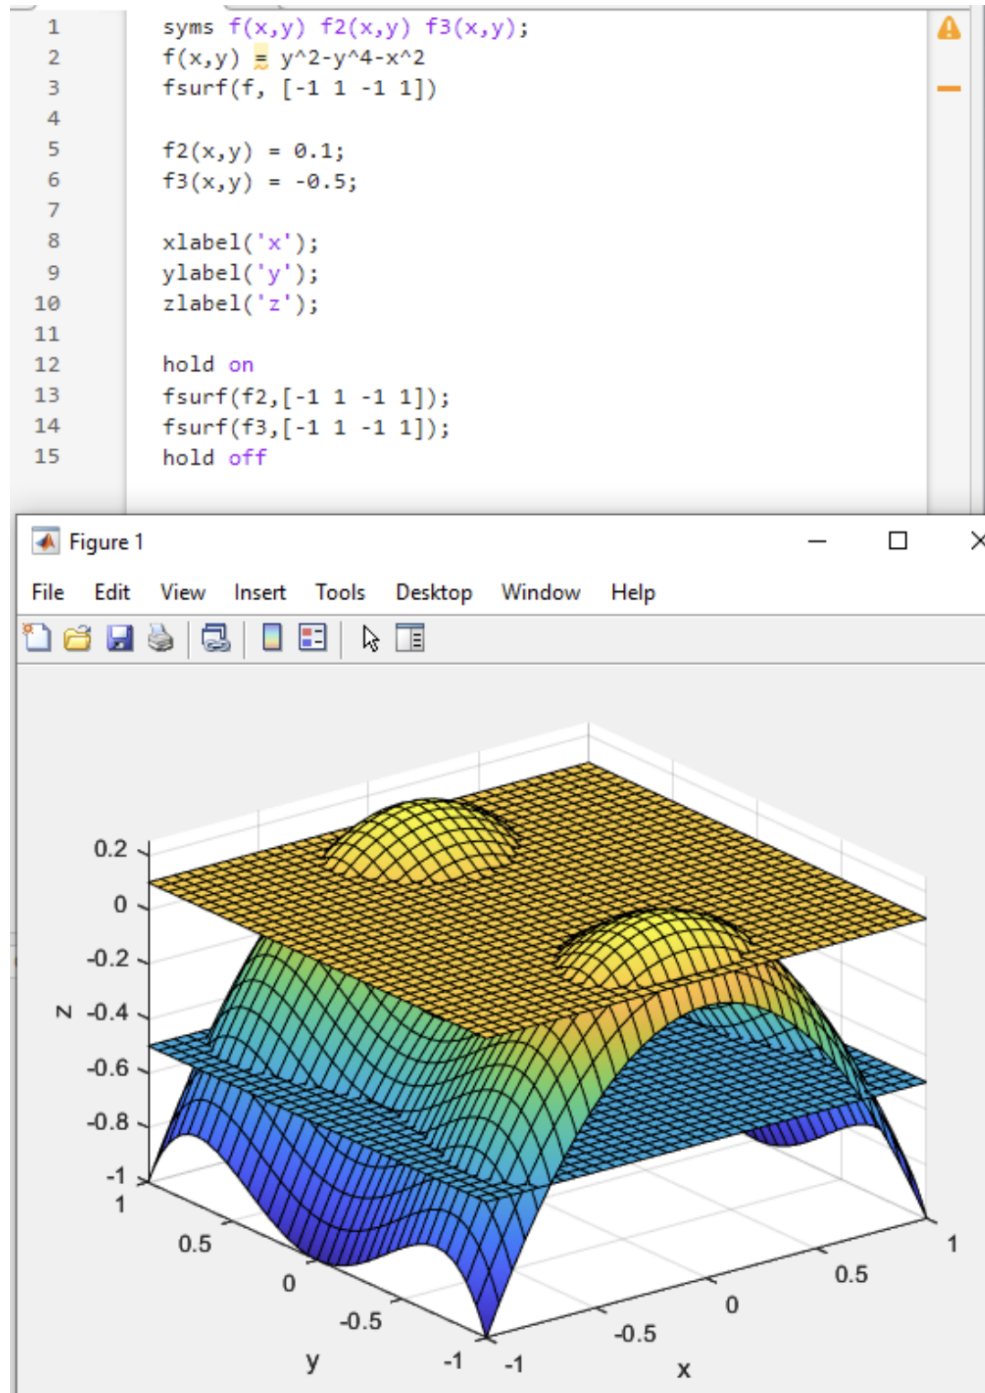 1 syms f(x,y) f2(x,y) f3(x,y);
2 f(x,y) = y^2-y^4-x^2
3 fsurf(f, [-1 1 -1 1])
4
5 f2(x,y) = 0.1;
6 f3(x,y) = -0.5;
7
8 xlabel('x');
9 ylabel('y');
10 zlabel('z');
11
12 hold on
13 fsurf(f2,[-1 1 -1 1]);
14 fsurf(f3,[-1 1 -1 1]);
15 hold off
Figure 1
File Edit View Insert Tools Desktop Window Help
0.2
0
-0.2
-0.4
-0.6
-0.8
-1
z
1
0.5
0
-0.5
-1
y
-1
-0.5
0
0.5
1
x